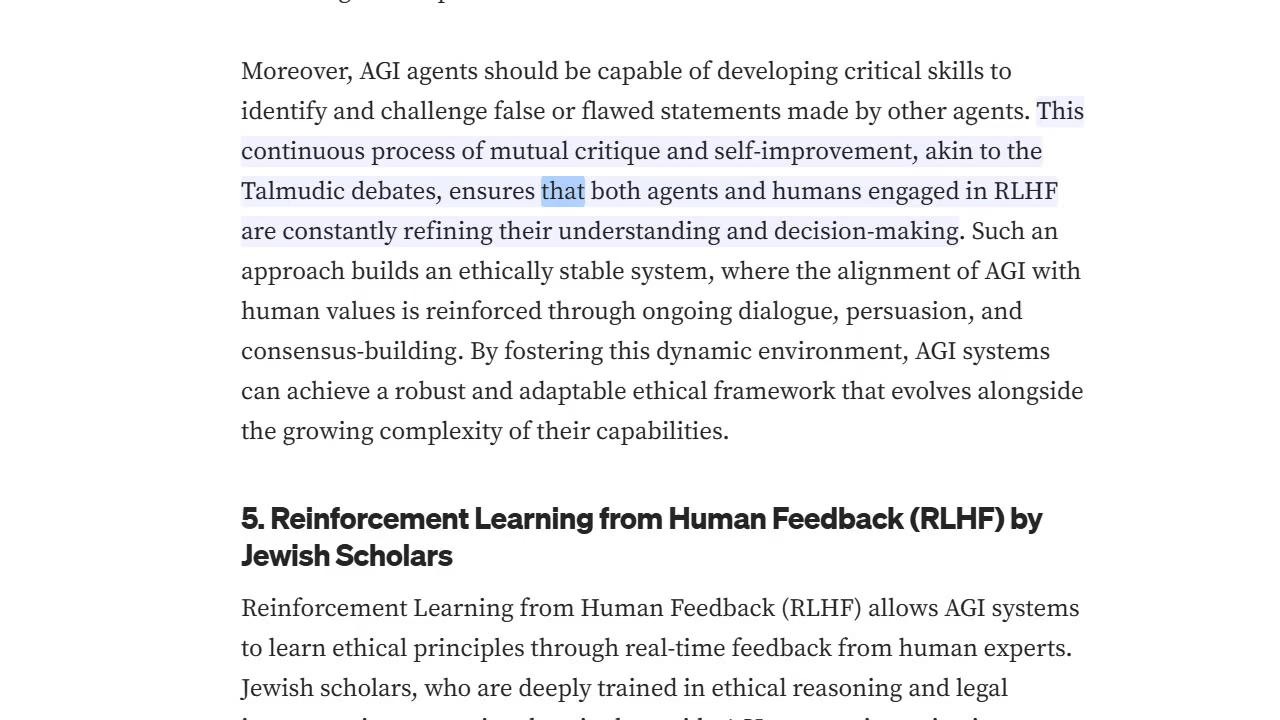 Moreover, AGI agents should be capable of developing critical skills to
identify and challenge false or flawed statements made by other agents. This
continuous process of mutual critique and self-improvement, akin to the
Talmudic debates, ensures that both agents and humans engaged in RLHF
are constantly refining their understanding and decision-making. Such an
approach builds an ethically stable system, where the alignment of AGI with
human values is reinforced through ongoing dialogue, persuasion, and
consensus-building. By fostering this dynamic environment, AGI systems
can achieve a robust and adaptable ethical framework that evolves alongside
the growing complexity of their capabilities.
5. Reinforcement Learning from Human Feedback (RLHF) by
Jewish Scholars
Reinforcement Learning from Human Feedback (RLHF) allows AGI systems
to learn ethical principles through real-time feedback from human experts.
Jewish scholars, who are deeply trained in ethical reasoning and legal